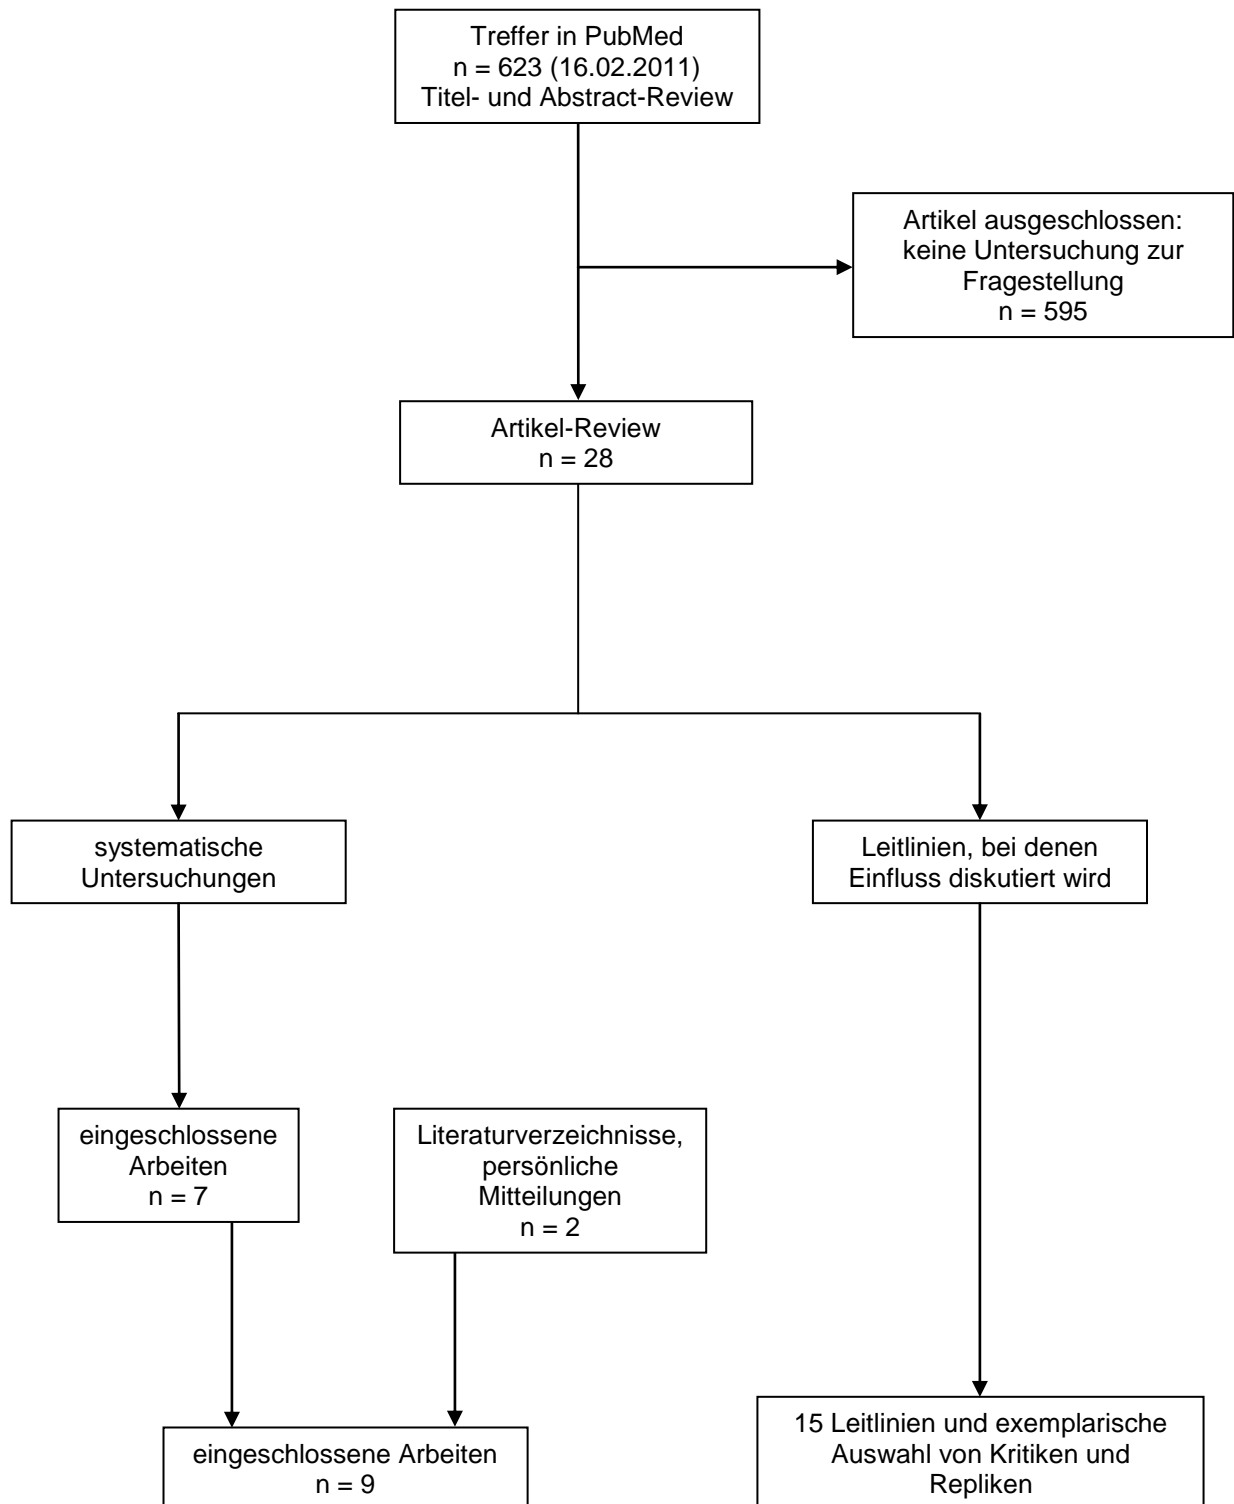 Treffer in PubMed
n = 623 (16.02.2011)
Titel- und Abstract-Review
Artikel ausgeschlossen:
keine Untersuchung zur
Fragestellung
n = 595
Artikel-Review
n = 28
systematische
Untersuchungen
Leitlinien, bei denen
Einfluss diskutiert wird
eingeschlossene
Arbeiten
n = 7
Literaturverzeichnisse,
persönliche
Mitteilungen
n = 2
eingeschlossene Arbeiten
n = 9
15 Leitlinien und exemplarische
Auswahl von Kritiken und
Repliken